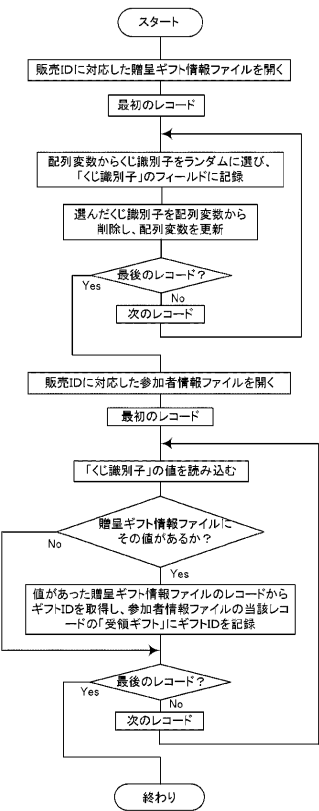 スタート
販売IDに対応した贈呈ギフト情報ファイルを開く
最初のレコード
配列変数からくじ識別子をランダムに選び、
「くじ識別子」のフィールドに記録
選んだくじ識別子を配列変数から
削除し、配列変数を更新
最後のレコード？
Yes
No
次のレコード
販売IDに対応した参加者情報ファイルを開く
最初のレコード
「くじ識別子」の値を読み込む
贈呈ギフト情報ファイルに
その値があるか？
No
Yes
値があった贈呈ギフト情報ファイルのレコードから
ギフトIDを取得し、参加者情報ファイルの当該レコ
ードの「受領ギフト」にギフトIDを記録
最後のレコード？
Yes
No
次のレコード
終わり